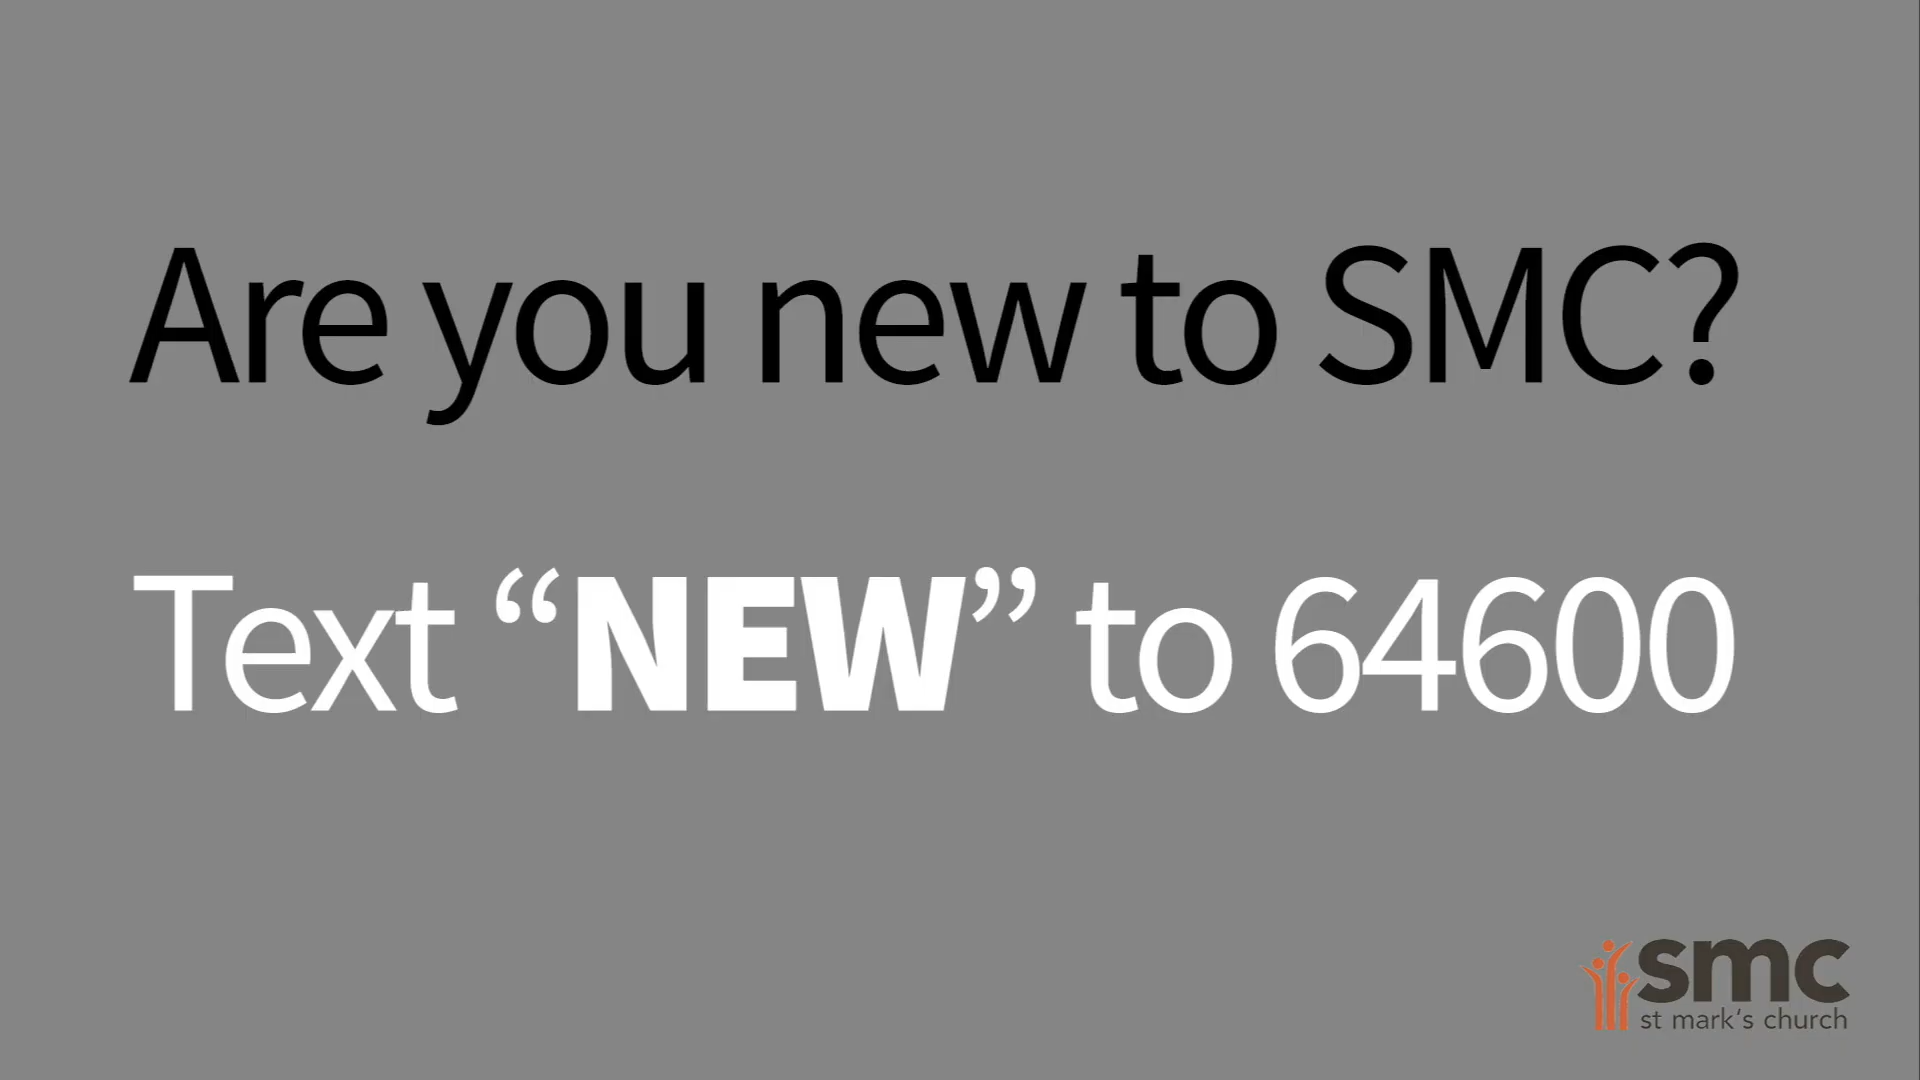 Are you new to SMC?
Text “NEW” to 64600
smc
st mark's church